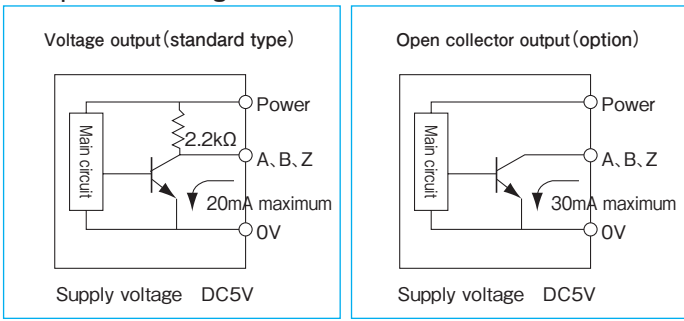 Voltage output(standard type)
Power
Main circuit
2.2kΩ
A、B、Z
20mA maximum
0V
Supply voltage DC5V
Open collector output(option)
Power
Main circuit
A、B、Z
30mA maximum
0V
Supply voltage DC5V